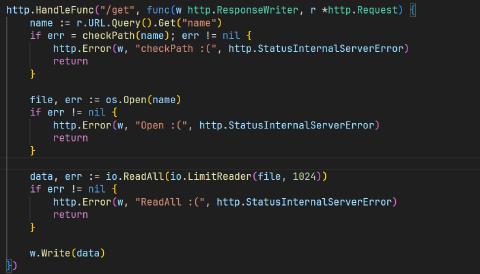 http.HandleFunc("/get", func(w http.ResponseWriter, r *http.Request) {
    name := r.URL.Query().Get("name")
    if err = checkPath(name); err != nil {
        http.Error(w, "checkPath :(", http.StatusInternalServerError)
        return
    }

    file, err := os.Open(name)
    if err != nil {
        http.Error(w, "Open :(", http.StatusInternalServerError)
        return
    }

    data, err := io.ReadAll(io.LimitReader(file, 1024))
    if err != nil {
        http.Error(w, "ReadAll :(", http.StatusInternalServerError)
        return
    }

    w.Write(data)
})